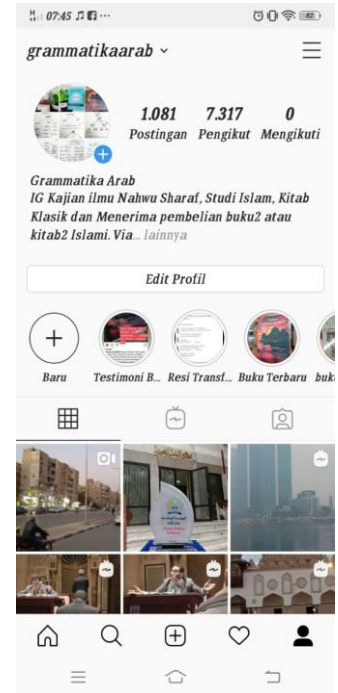 07:45
82
grammatikaarab
1.081 7.317 0
Postingan Pengikut Mengikuti
Grammatika Arab
IG Kajian ilmu Nahwu Sharaf, Studi Islam, Kitab
Klasik dan Menerima pembelian buku2 atau
kitab2 Islami. Via... lainnya
Edit Profil
Baru Testimoni B... Resi Transf... Buku Terbaru buku